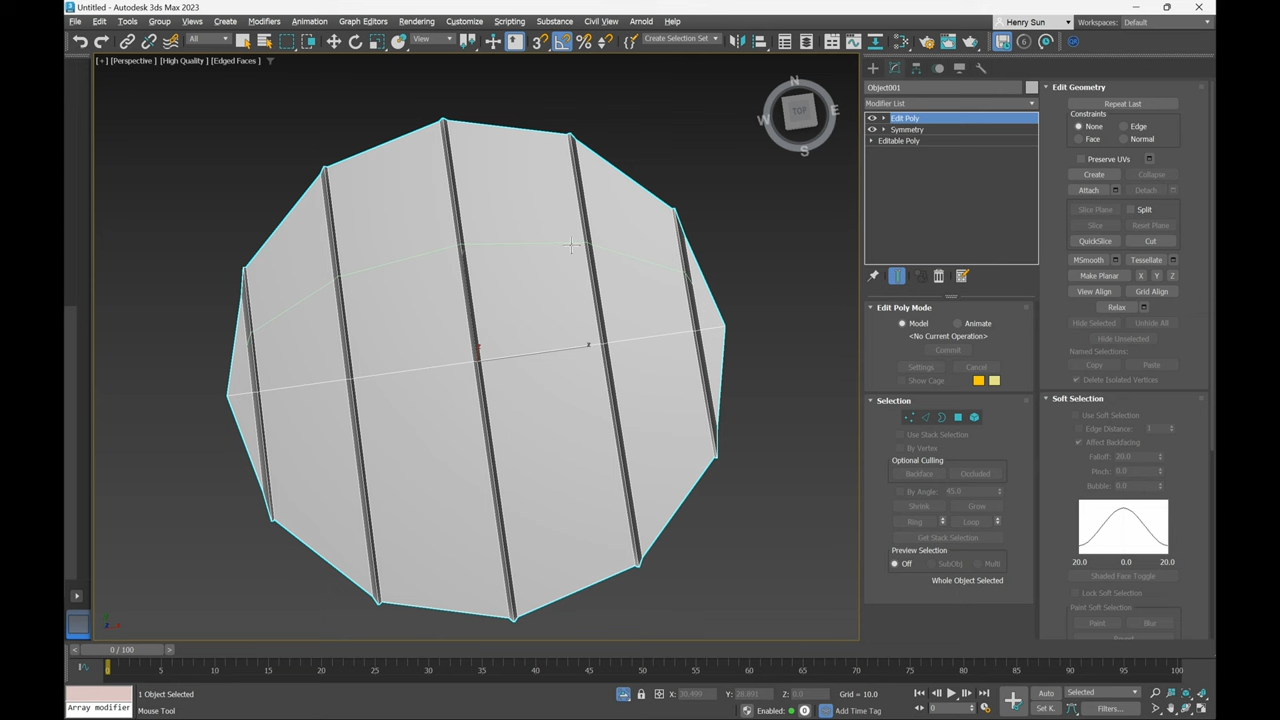 Untitled - Autodesk 3ds Max 2023
File Edit Tools Group Views Create Modifiers Animation Graph Editors Rendering Customize Scripting Substance Civil View Arnold Help
Henry Sun Workspaces: Default
All View Create Selection Set
[+] [Perspective ] [High Quality ] [Edged Faces ]
N
W TOP E
S
Object001
Modifier List
Edit Poly
Symmetry
Editable Poly
Edit Poly Mode
Model Animate
<No Current Operation>
Commit
Settings Cancel
Show Cage
Selection
Use Stack Selection
By Vertex
Optional Culling
Backface Occluded
By Angle: 45.0
Shrink Grow
Ring Loop
Get Stack Selection
Preview Selection
Off SubObj Multi
Whole Object Selected
Edit Geometry
Repeat Last
Constraints
None Edge
Face Normal
Preserve UVs
Create Collapse
Attach Detach
Slice Plane Split
Slice Reset Plane
QuickSlice Cut
MSmooth Tessellate
Make Planar X Y Z
View Align Grid Align
Relax
Hide Selected Unhide All
Hide Unselected
Named Selections:
Copy Paste
Delete Isolated Vertices
Soft Selection
Use Soft Selection
Edge Distance: 1
Affect Backfacing
Falloff: 20.0
Pinch: 0.0
Bubble: 0.0
20.0 0.0 20.0
Shaded Face Toggle
Lock Soft Selection
Paint Soft Selection
Paint Blur
0 / 100
0 5 10 15 20 25 30 35 40 45 50 55 60 65 70 75 80 85 90 95 100
1 Object Selected X: 30.499 Y: 28.891 Z: 0.0 Grid = 10.0 Auto Selected
Array modifier Mouse Tool Enabled: 0 Add Time Tag 0 Set K. Filters...